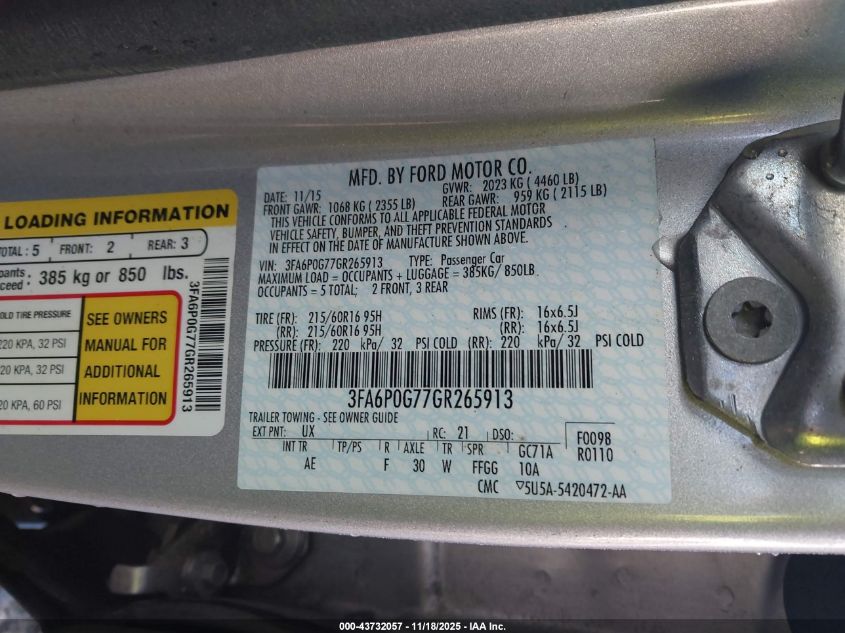 LOADING INFORMATION
TOTAL : 5 FRONT: 2 REAR: 3
385 kg or 850 lbs.
OLD TIRE PRESSURE
220 KPA, 32 PSI
220 KPA, 32 PSI
20 KPA, 60 PSI
SEE OWNERS
MANUAL FOR
ADDITIONAL
INFORMATION
3FA6P0G77GR265913
MFD. BY FORD MOTOR CO.
DATE: 11/15 GVWR: 2023 KG ( 4460 LB)
FRONT GAWR: 1068 KG ( 2355 LB) REAR GAWR: 959 KG ( 2115 LB)
THIS VEHICLE CONFORMS TO ALL APPLICABLE FEDERAL MOTOR
VEHICLE SAFETY, BUMPER, AND THEFT PREVENTION STANDARDS
IN EFFECT ON THE DATE OF MANUFACTURE SHOWN ABOVE.
VIN: 3FA6P0G77GR265913 TYPE: Passenger Car
MAXIMUM LOAD = OCCUPANTS + LUGGAGE = 385KG/ 850LB.
OCCUPANTS = 5 TOTAL; 2 FRONT, 3 REAR
TIRE (FR): 215/60R16 95H RIMS (FR): 16x6.5J
(RR): 215/60R16 95H (RR): 16x6.5J
PRESSURE (FR): 220 kPa/ 32 PSI COLD (RR): 220 kPa/ 32 PSI COLD
3FA6P0G77GR265913
TRAILER TOWING - SEE OWNER GUIDE
EXT PNT: UX RC: 21 DSO: F0098
R0110
INT TR TP/PS R AXLE TR SPR GC71A
AE F 30 W FFGG 10A
CMC ▽5U5A-5420472-AA
000-43732057 - 11/18/2025 - IAA Inc.